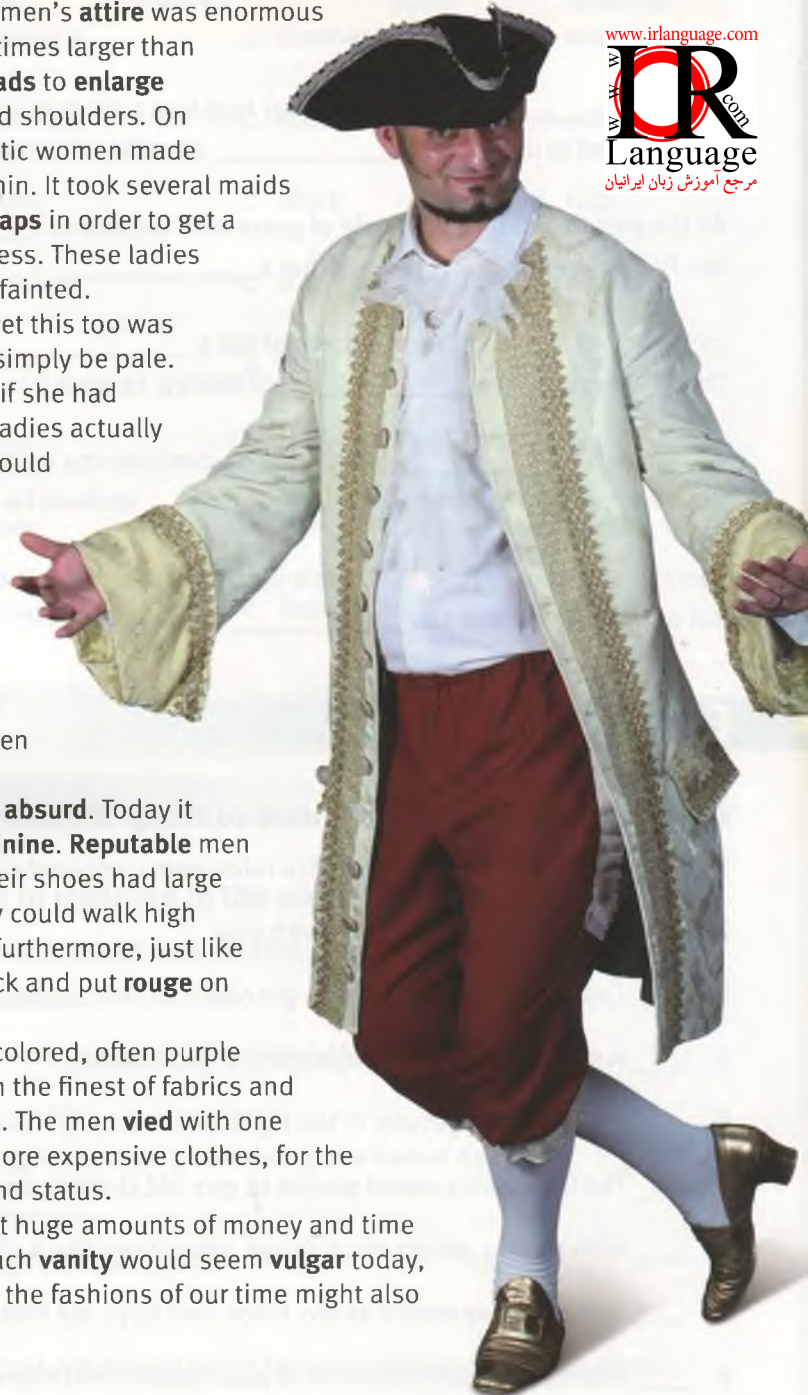 men's attire was enormous
times larger than
ads to enlarge
d shoulders. On
tic women made
in. It took several maids
aps in order to get a
ess. These ladies
fainted.
et this too was
simply be pale.
if she had
adies actually
ould
en
absurd. Today it
nine. Reputable men
eir shoes had large
y could walk high
Furthermore, just like
ck and put rouge on
colored, often purple
n the finest of fabrics and
. The men vied with one
ore expensive clothes, for the
nd status.
t huge amounts of money and time
uch vanity would seem vulgar today,
the fashions of our time might also
www.irlanguage.com
www
IR
.com
Language
مرجع آموزش زبان ایرانیان